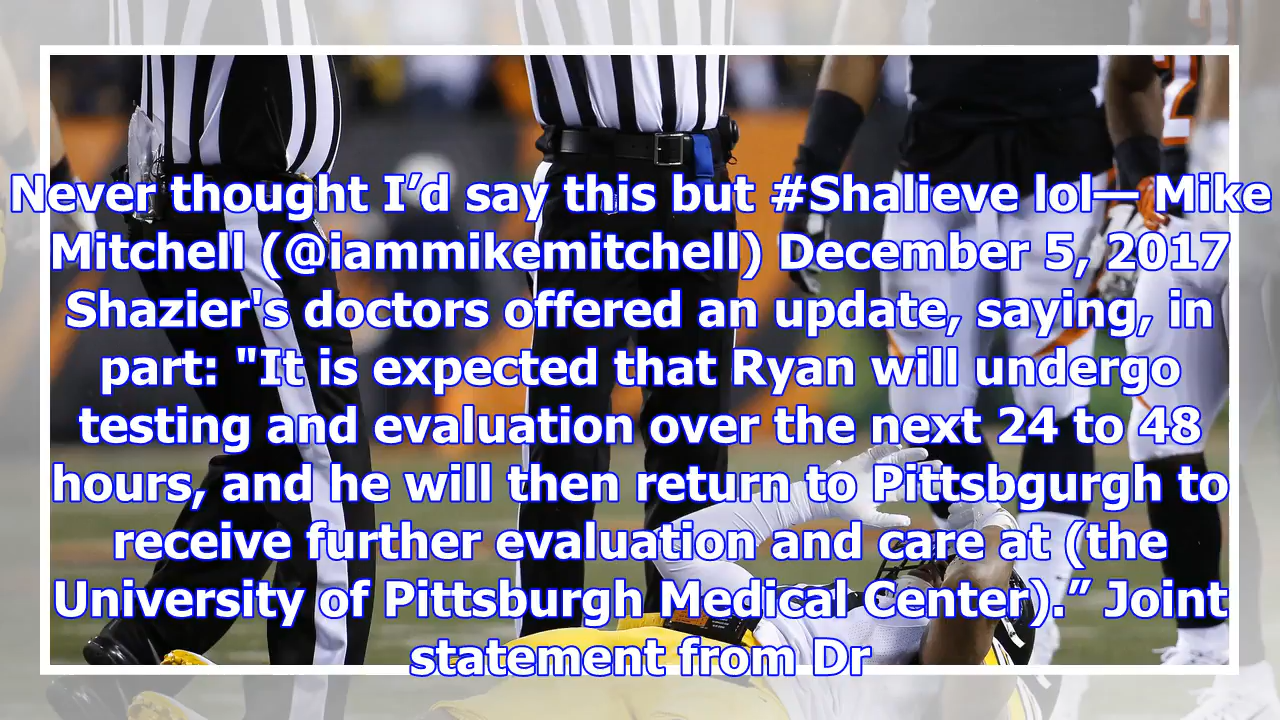 Never thought I’d say this but #Shalieve lol— Mike
Mitchell (@iammikemitchell) December 5, 2017
Shazier's doctors offered an update, saying, in
part: "It is expected that Ryan will undergo
testing and evaluation over the next 24 to 48
hours, and he will then return to Pittsbgurgh to
receive further evaluation and care at (the
University of Pittsburgh Medical Center).” Joint
statement from Dr